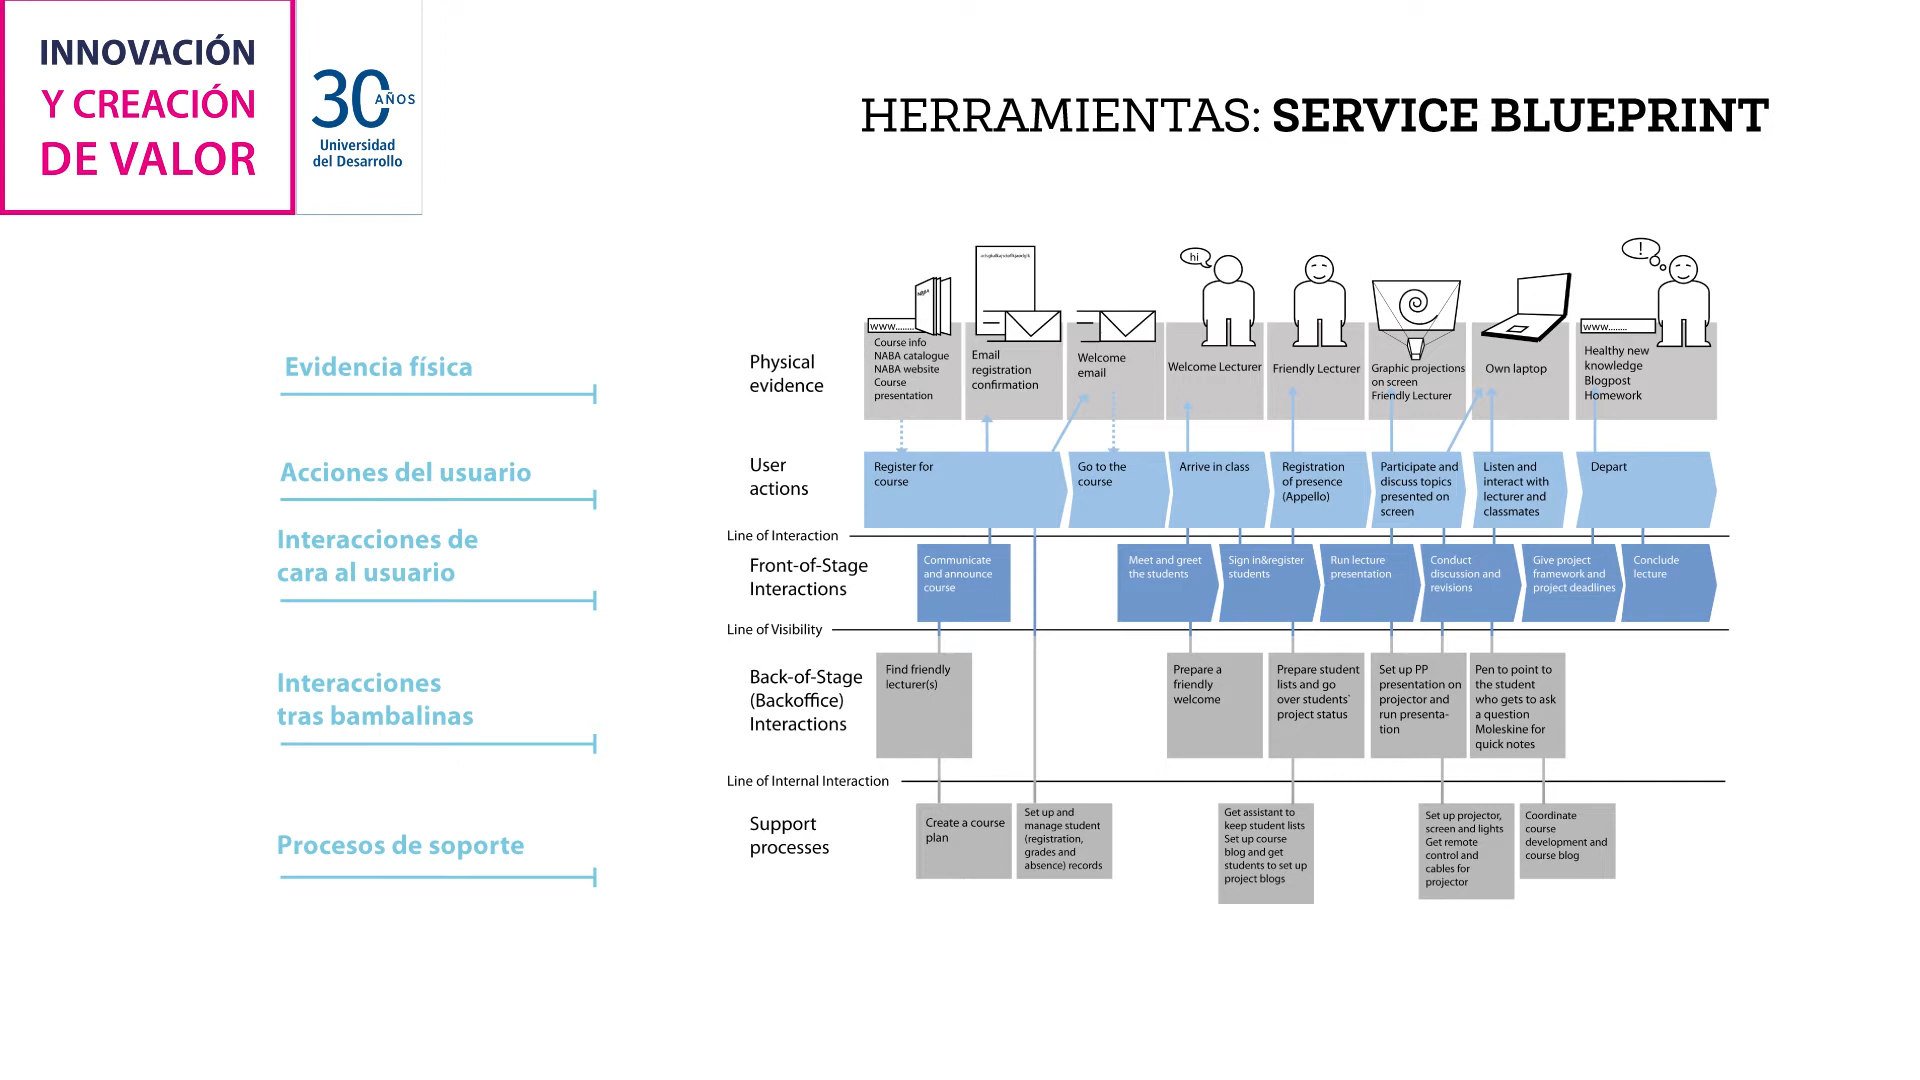 INNOVACIÓN
Y CREACIÓN
DE VALOR
30 AÑOS
Universidad
del Desarrollo
HERRAMIENTAS: SERVICE BLUEPRINT
Evidencia física
Acciones del usuario
Interacciones de
cara al usuario
Interacciones
tras bambalinas
Procesos de soporte
Physical
evidence
NABA
www........
Course info
NABA catalogue
NABA website
Course
presentation
Email
registration
confirmation
Welcome
email
hi
Welcome Lecturer
Friendly Lecturer
Graphic projections
on screen
Friendly Lecturer
Own laptop
!
www.......
Healthy new
knowledge
Blogpost
Homework
User
actions
Register for
course
Go to the
course
Arrive in class
Registration
of presence
(Appello)
Participate and
discuss topics
presented on
screen
Listen and
interact with
lecturer and
classmates
Depart
Line of Interaction
Front-of-Stage
Interactions
Communicate
and announce
course
Meet and greet
the students
Sign in&register
students
Run lecture
presentation
Conduct
discussion and
revisions
Give project
framework and
project deadlines
Conclude
lecture
Line of Visibility
Back-of-Stage
(Backoffice)
Interactions
Find friendly
lecturer(s)
Prepare a
friendly
welcome
Prepare student
lists and go
over students`
project status
Set up PP
presentation on
projector and
run presenta-
tion
Pen to point to
the student
who gets to ask
a question
Moleskine for
quick notes
Line of Internal Interaction
Support
processes
Create a course
plan
Set up and
manage student
(registration,
grades and
absence) records
Get assistant to
keep student lists
Set up course
blog and get
students to set up
project blogs
Set up projector,
screen and lights
Get remote
control and
cables for
projector
Coordinate
course
development and
course blog